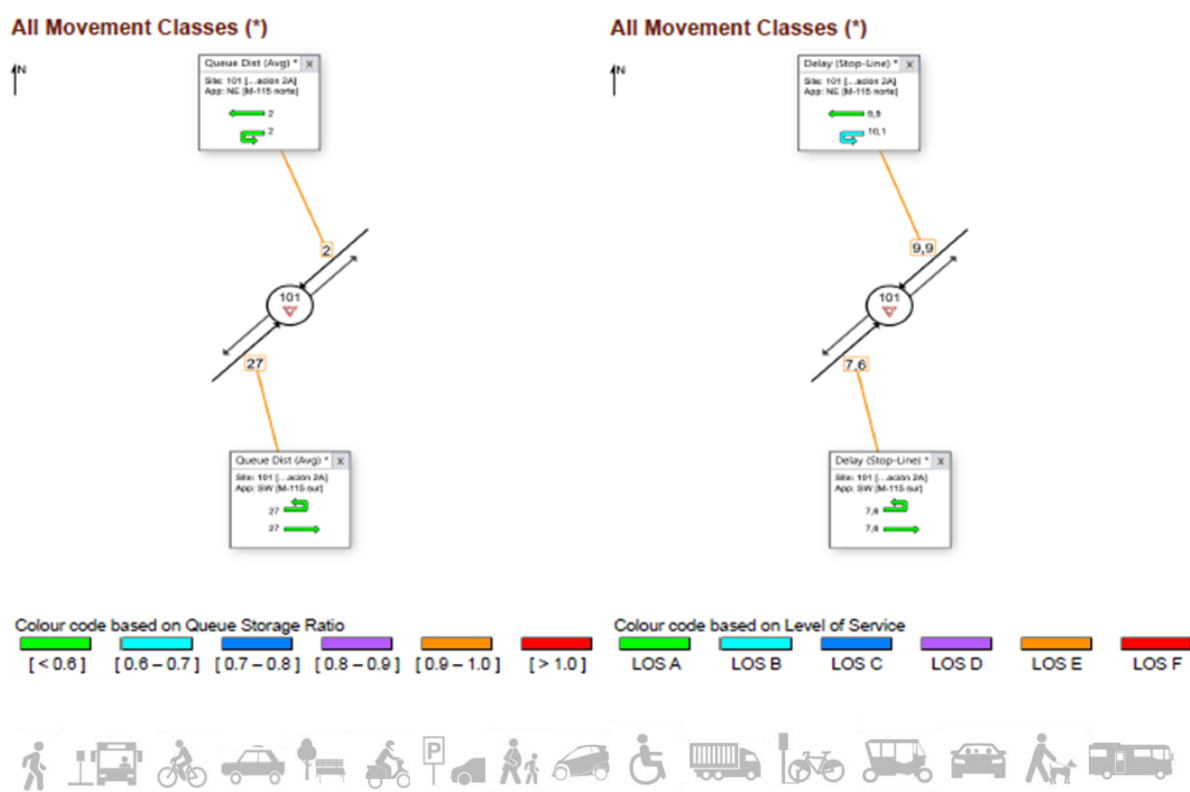 All Movement Classes (*)
N
Queue Dist (Avg) * X
Site: 101 [...ación 2A]
App: NE [M-115 norte]
2
2
2
101
27
Queue Dist (Avg) * X
Site: 101 [...ación 2A]
App: SW [M-115 sur]
27
27
Colour code based on Queue Storage Ratio
[ < 0.6 ] [ 0.6 – 0.7 ] [ 0.7 – 0.8 ] [ 0.8 – 0.9 ] [ 0.9 – 1.0 ] [ > 1.0 ]
All Movement Classes (*)
N
Delay (Stop-Line) * X
Site: 101 [...ación 2A]
App: NE [M-115 norte]
9,9
10,1
9,9
101
7,6
Delay (Stop-Line) * X
Site: 101 [...ación 2A]
App: SW [M-115 sur]
7,6
7,6
Colour code based on Level of Service
LOS A LOS B LOS C LOS D LOS E LOS F
P